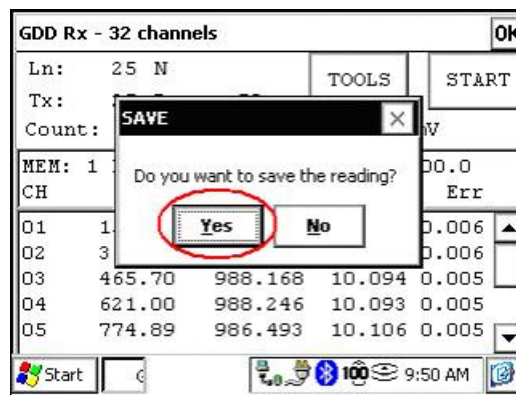 GDD Rx - 32 channels OK
Ln: 25 N TOOLS START
Tx:
Count:
SAVE
Do you want to save the reading?
Yes No
MEM: 1
CH Err
01 1. 0.006
02 3 0.006
03 465.70 988.168 10.094 0.005
04 621.00 988.246 10.093 0.005
05 774.89 986.493 10.106 0.005
Start 100 9:50 AM